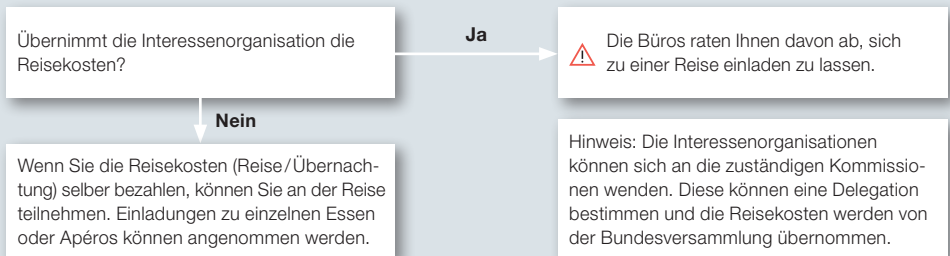 Übernimmt die Interessenorganisation die
Reisekosten?
Ja
Die Büros raten Ihnen davon ab, sich
zu einer Reise einladen zu lassen.
Nein
Wenn Sie die Reisekosten (Reise/Übernach-
tung) selber bezahlen, können Sie an der Reise
teilnehmen. Einladungen zu einzelnen Essen
oder Apéros können angenommen werden.
Hinweis: Die Interessenorganisationen
können sich an die zuständigen Kommissio-
nen wenden. Diese können eine Delegation
bestimmen und die Reisekosten werden von
der Bundesversammlung übernommen.